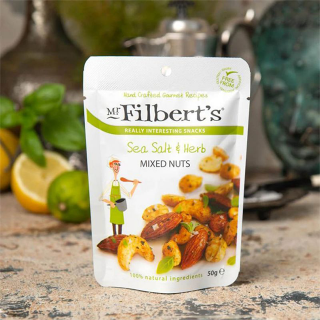 Hand Crafted Gourmet Recipes
MR
Filbert's
REALLY INTERESTING SNACKS
Sea Salt & Herb
MIXED NUTS
100% natural ingredients
50g e